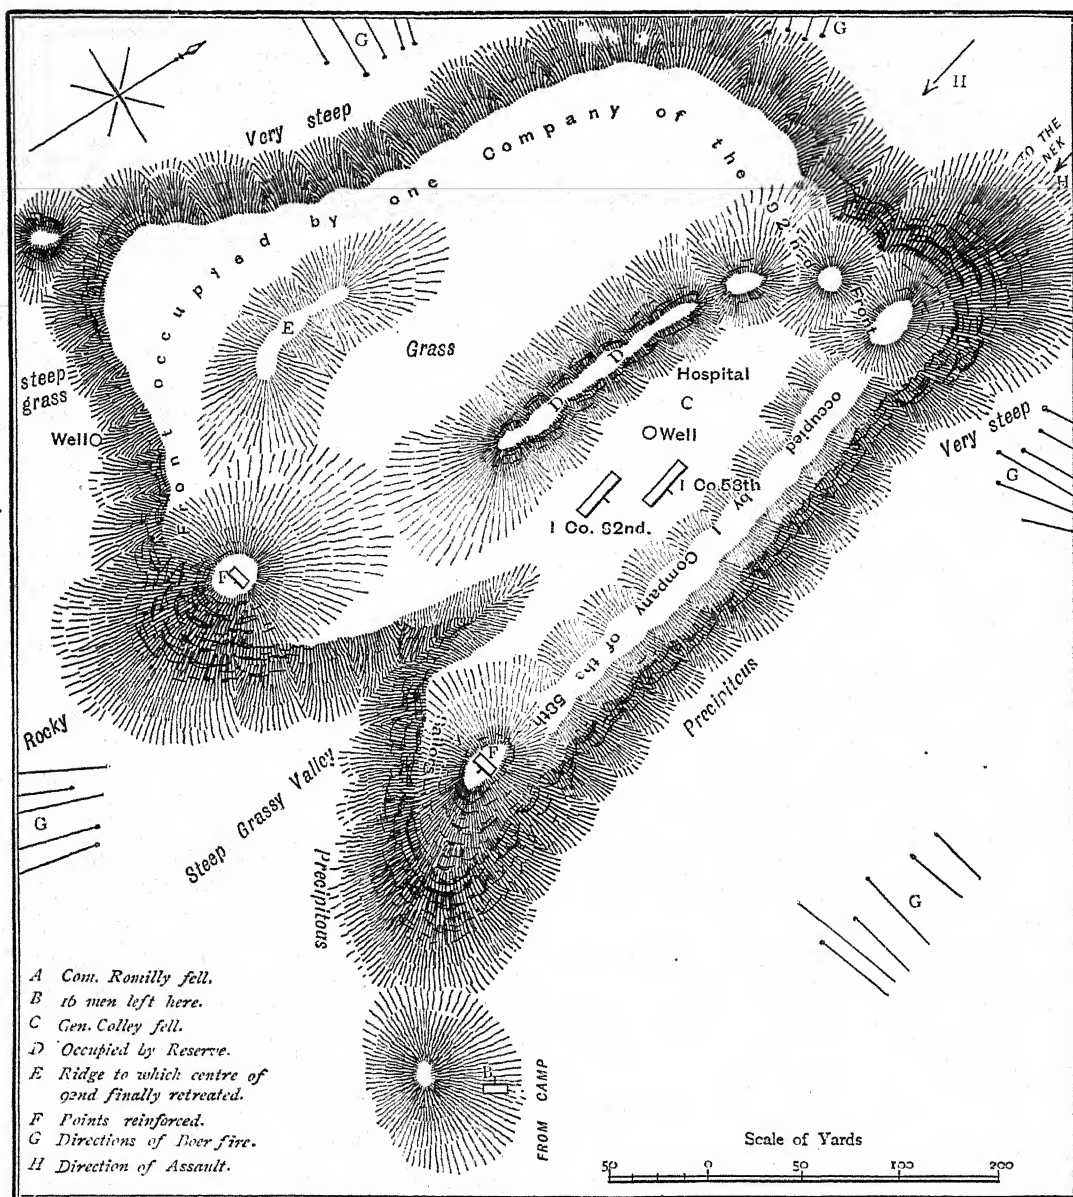 G
G
H
TO THE
NEK
H
Very steep
Front occupied by one Company of the 92nd
E
Grass
D
D
Hospital
C
Well
steep
grass
Well
Very steep
G
1 Co. 58th
1 Co. 92nd.
Front occupied by 1 Company of the 50th
F
Sailors
F
Precipitous
Rocky
G
Steep Grassy Valley
Precipitous
G
B
FROM CAMP
A Com. Romilly fell.
B 16 men left here.
C Gen. Colley fell.
D Occupied by Reserve.
E Ridge to which centre of
92nd finally retreated.
F Points reinforced.
G Directions of Boer fire.
H Direction of Assault.
Scale of Yards
50 0 50 100 200